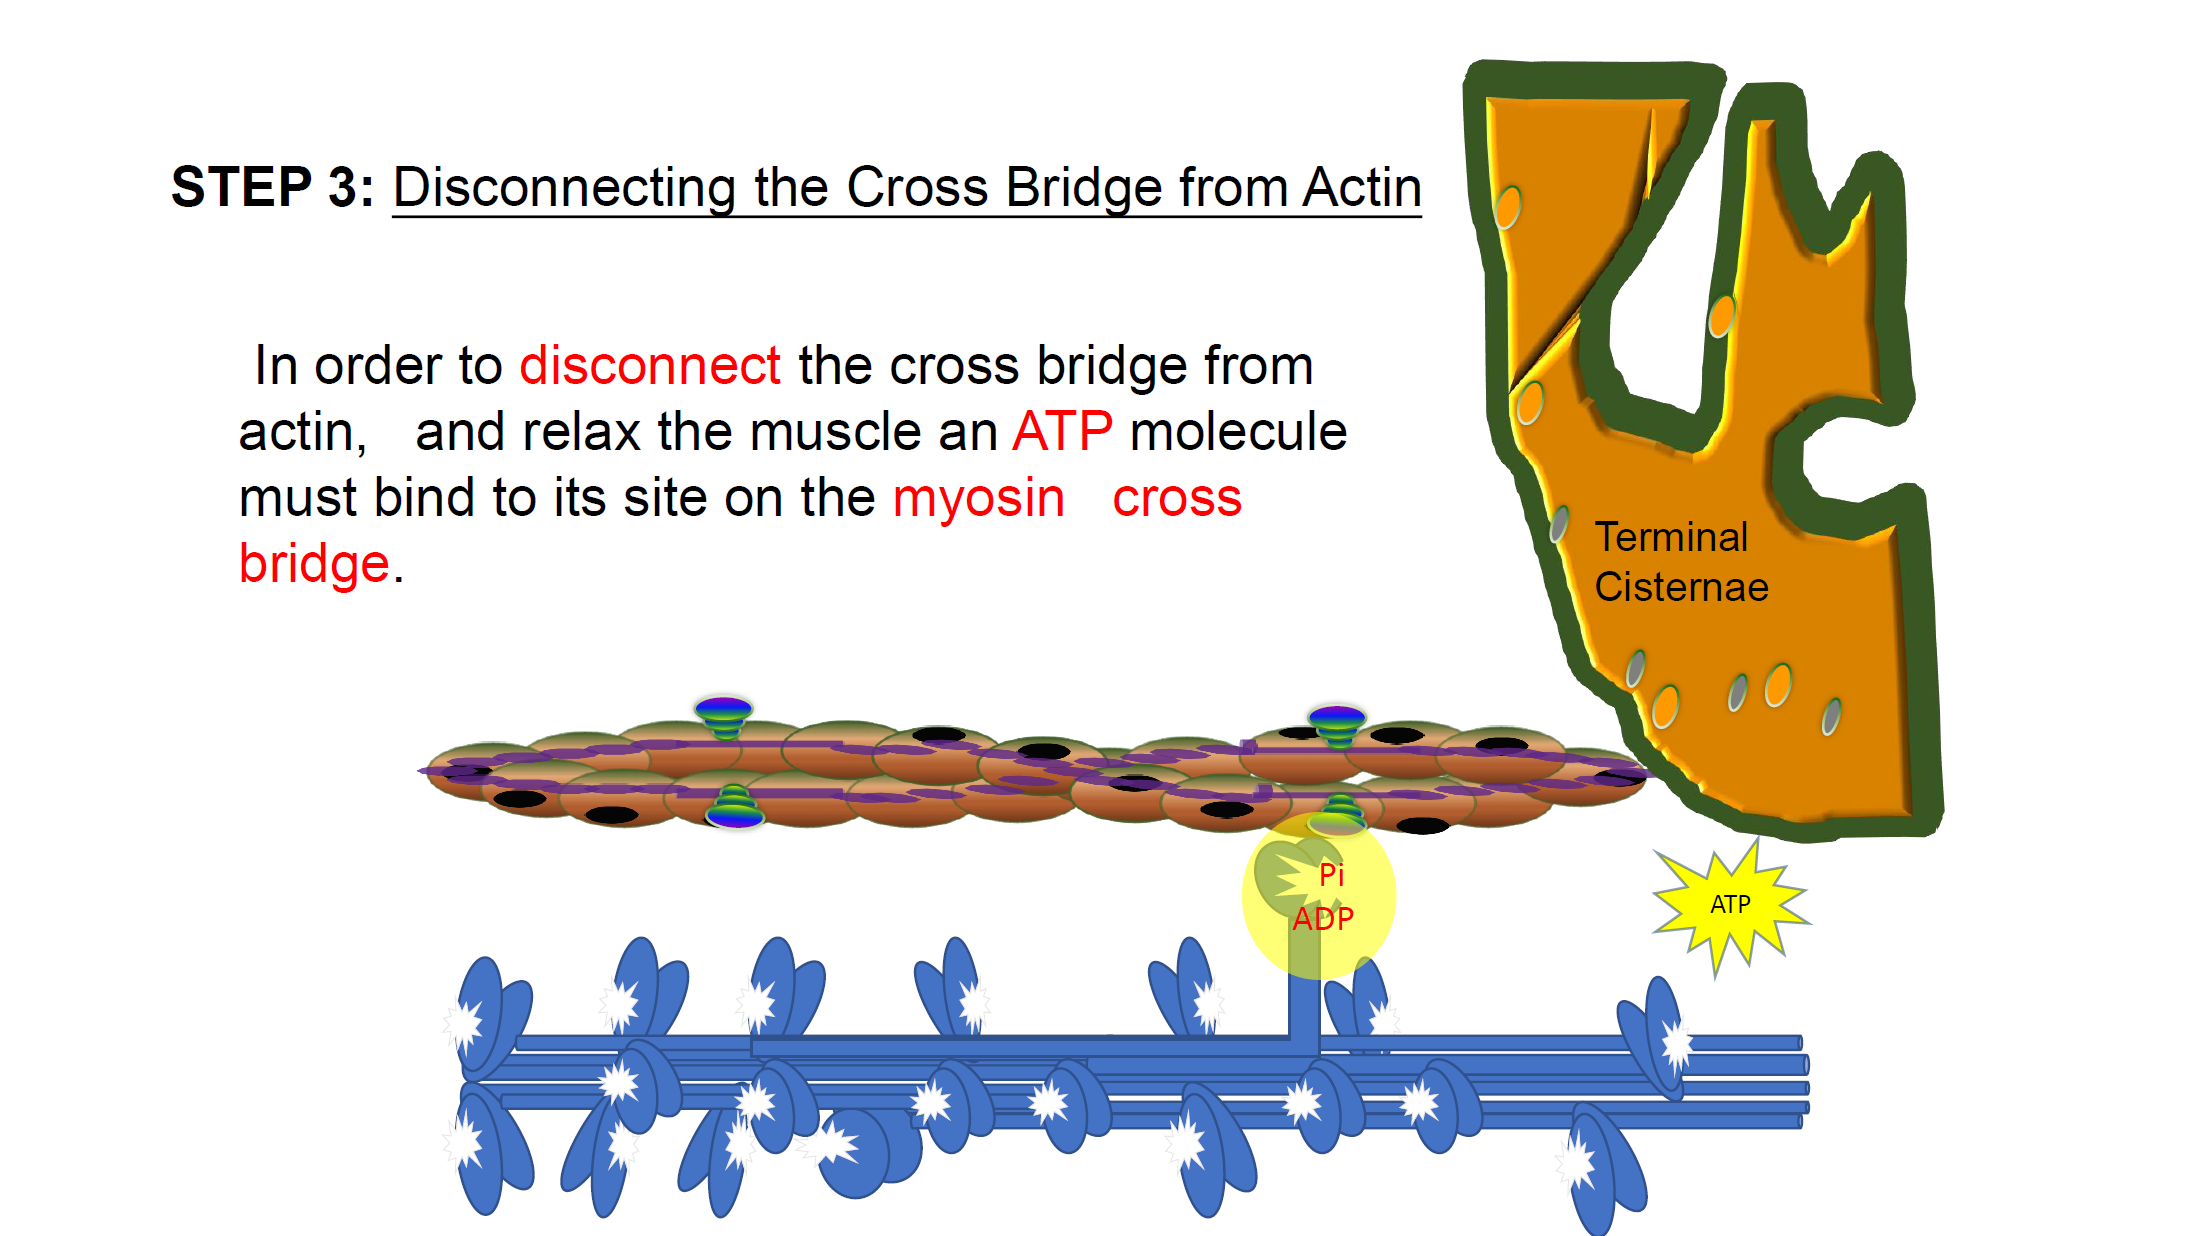 STEP 3: Disconnecting the Cross Bridge from Actin
In order to disconnect the cross bridge from
actin,   and relax the muscle an ATP molecule
must bind to its site on the myosin   cross
bridge.
Terminal
Cisternae
Pi
ADP
ATP